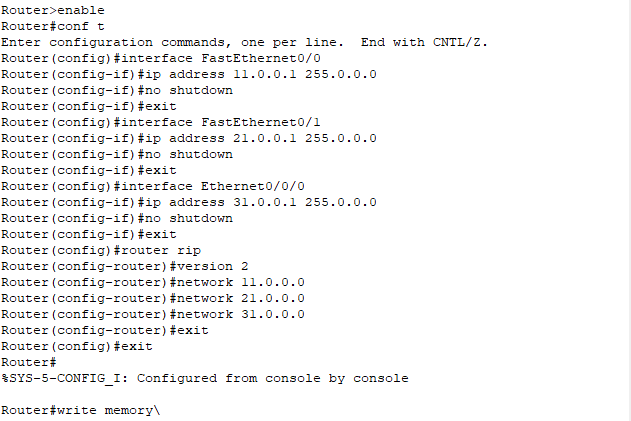 Router>enable
Router#conf t
Enter configuration commands, one per line.  End with CNTL/Z.
Router(config)#interface FastEthernet0/0
Router(config-if)#ip address 11.0.0.1 255.0.0.0
Router(config-if)#no shutdown
Router(config-if)#exit
Router(config)#interface FastEthernet0/1
Router(config-if)#ip address 21.0.0.1 255.0.0.0
Router(config-if)#no shutdown
Router(config-if)#exit
Router(config)#interface Ethernet0/0/0
Router(config-if)#ip address 31.0.0.1 255.0.0.0
Router(config-if)#no shutdown
Router(config-if)#exit
Router(config)#router rip
Router(config-router)#version 2
Router(config-router)#network 11.0.0.0
Router(config-router)#network 21.0.0.0
Router(config-router)#network 31.0.0.0
Router(config-router)#exit
Router(config)#exit
Router#
%SYS-5-CONFIG_I: Configured from console by console
Router#write memory\